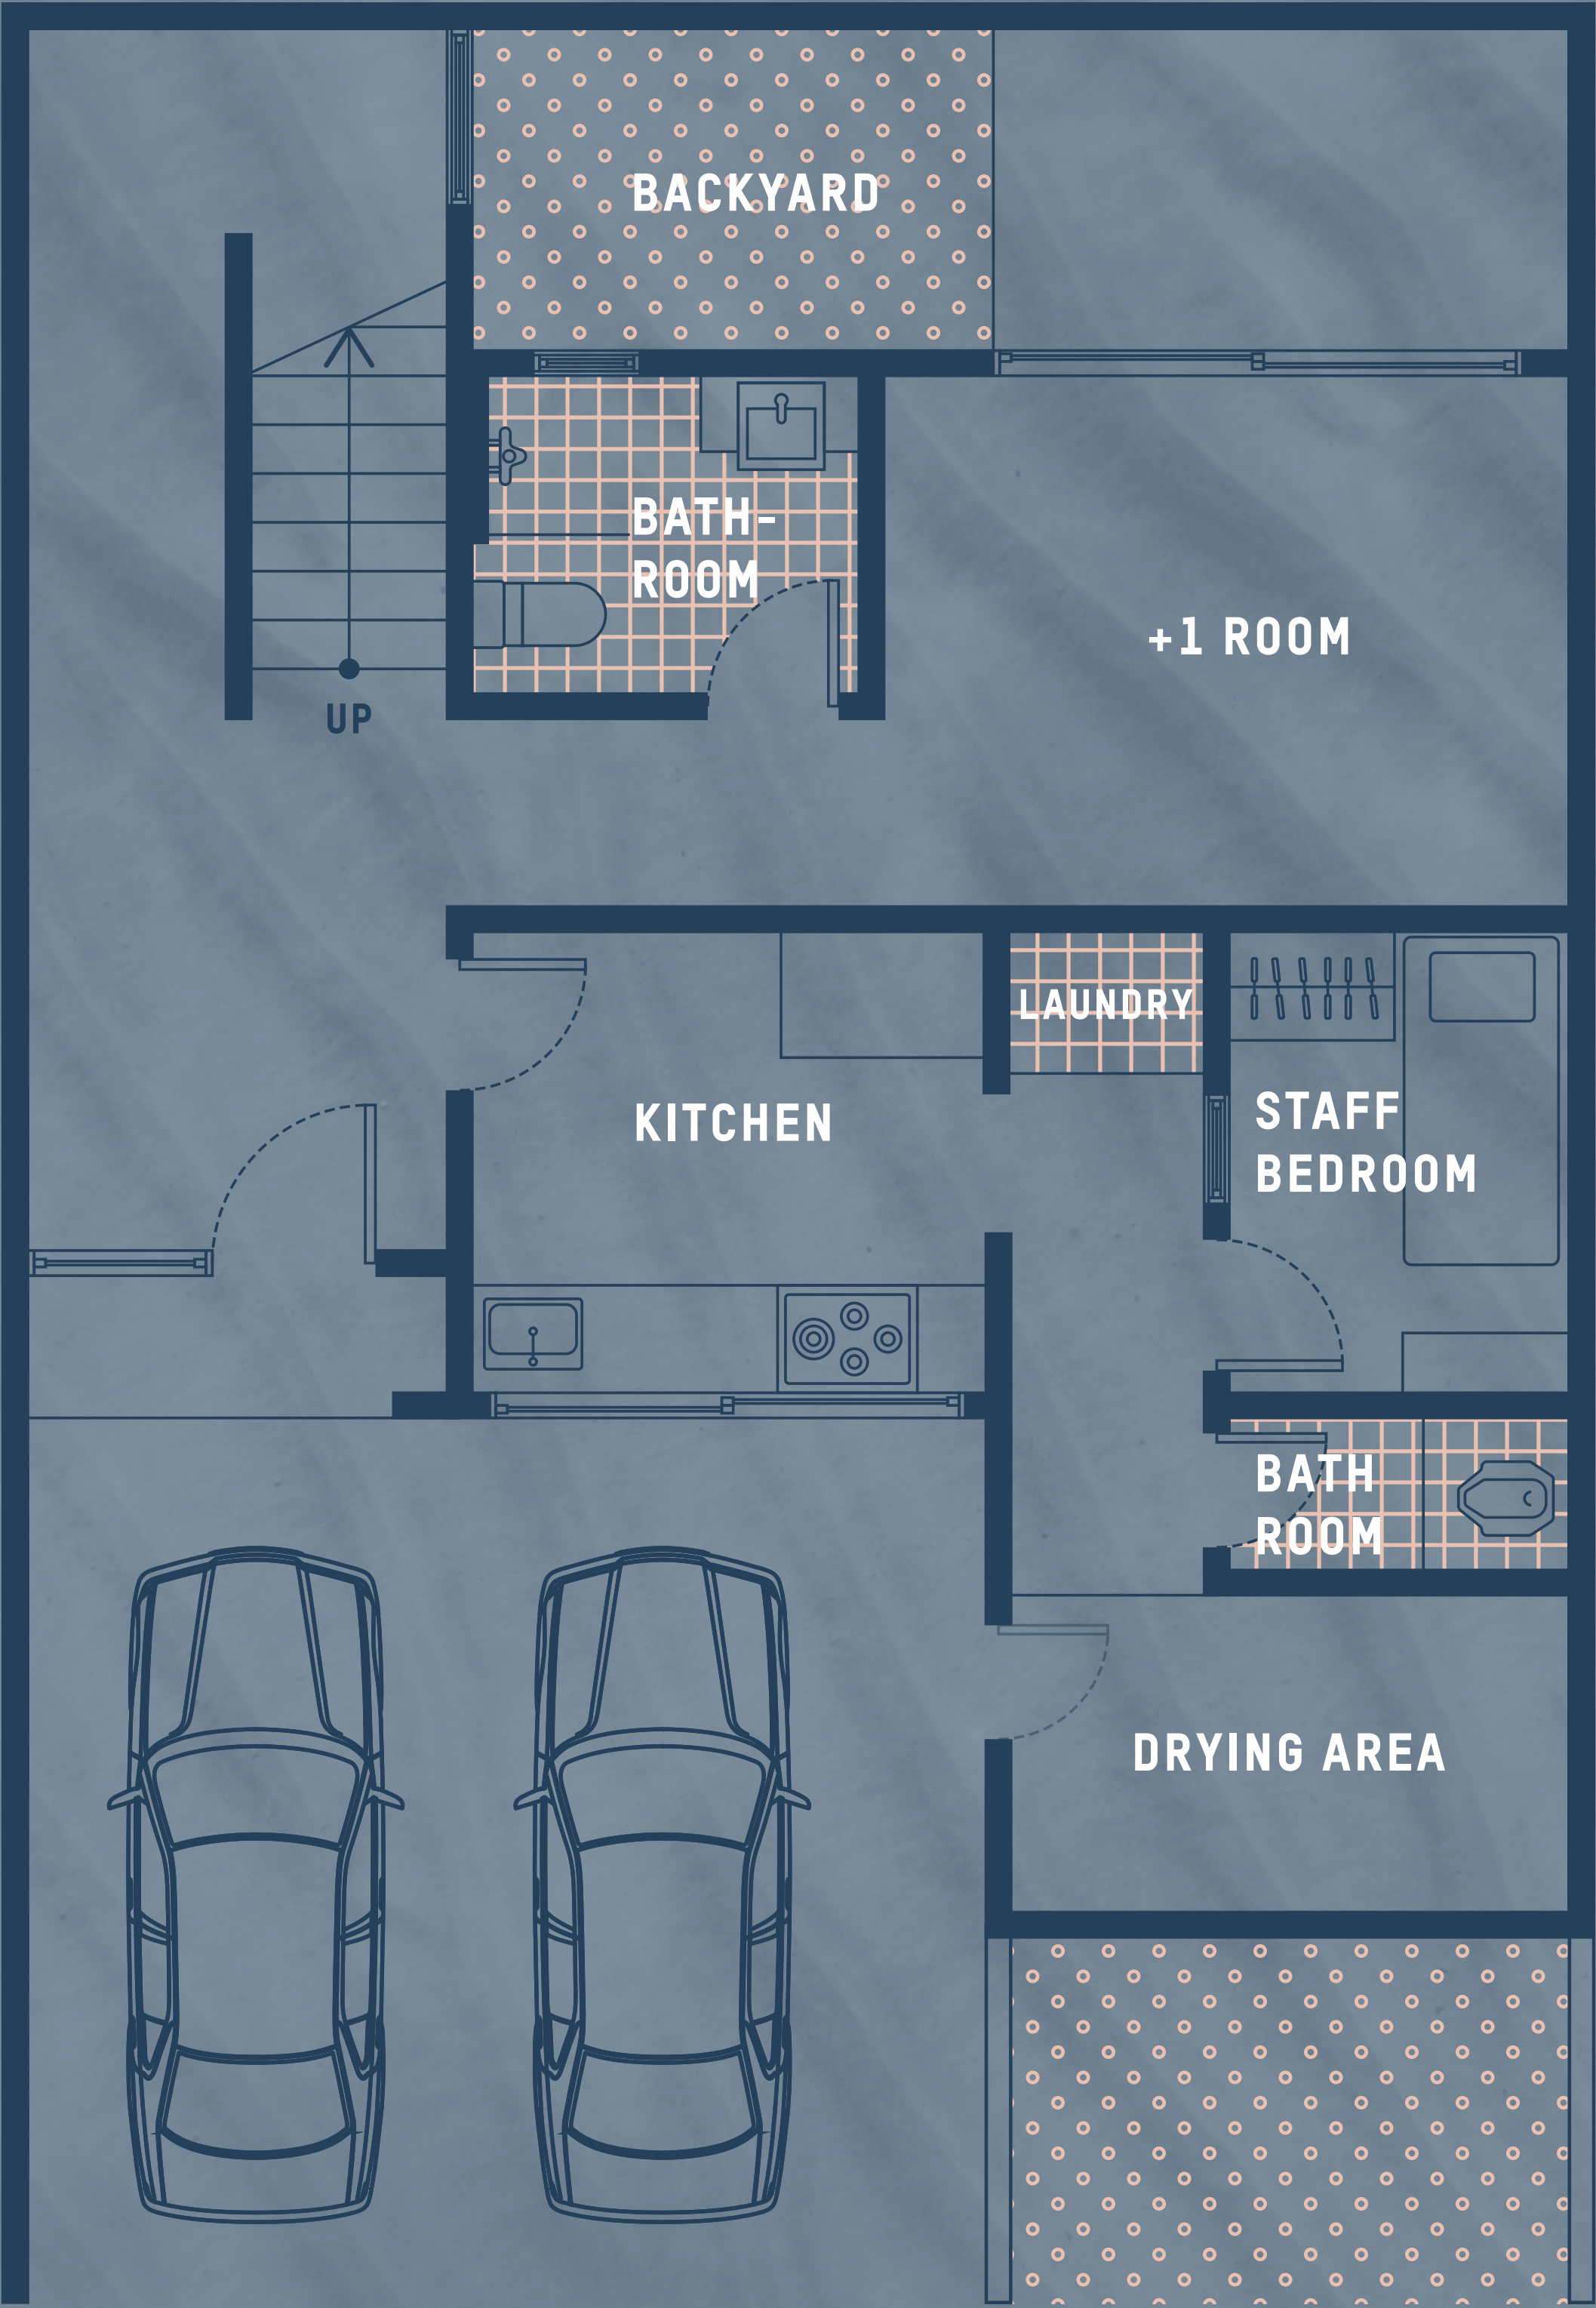 BACKYARD
BATH-
ROOM
+1 ROOM
UP
LAUNDRY
KITCHEN
STAFF
BEDROOM
BATH
ROOM
DRYING AREA